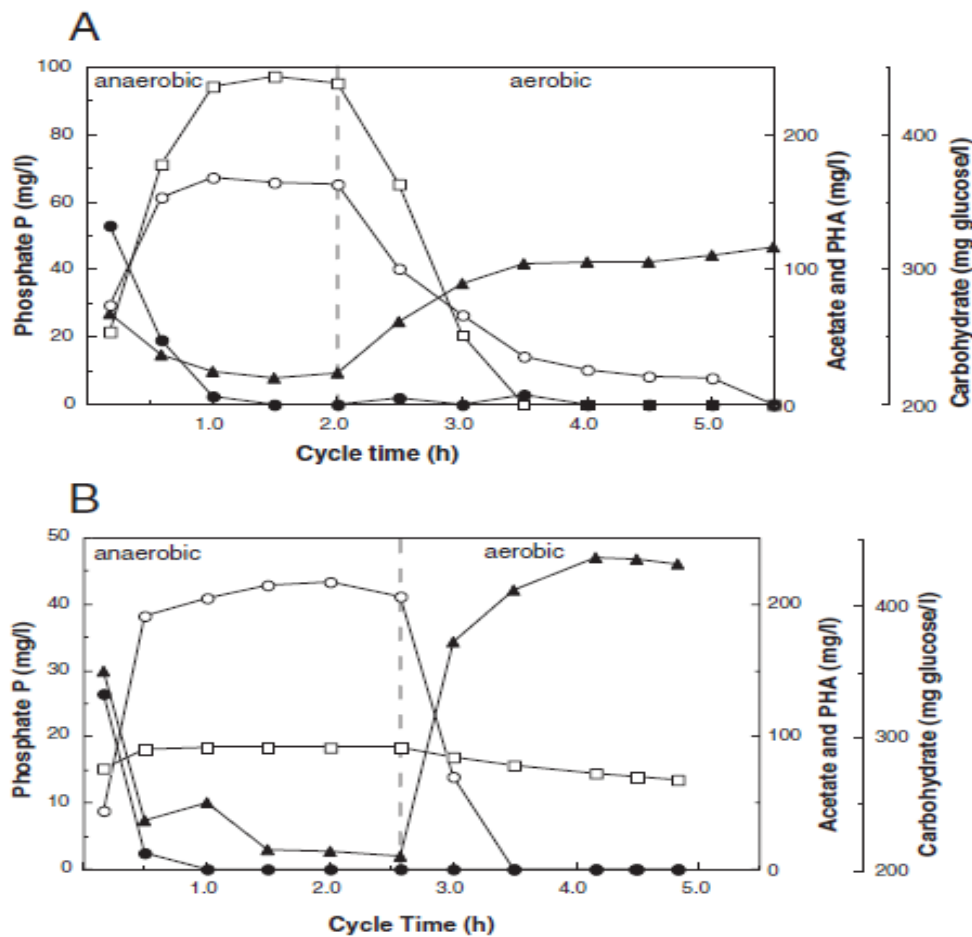 A
anaerobic
aerobic
100
80
60
40
20
0
Phosphate P (mg/l)
1.0
2.0
3.0
4.0
5.0
Cycle time (h)
200
100
0
Acetate and PHA (mg/l)
400
300
200
Carbohydrate (mg glucose/l)
B
anaerobic
aerobic
50
40
30
20
10
0
Phosphate P (mg/l)
1.0
2.0
3.0
4.0
5.0
Cycle Time (h)
200
100
0
Acetate and PHA (mg/l)
400
300
200
Carbohydrate (mg glucose/l)